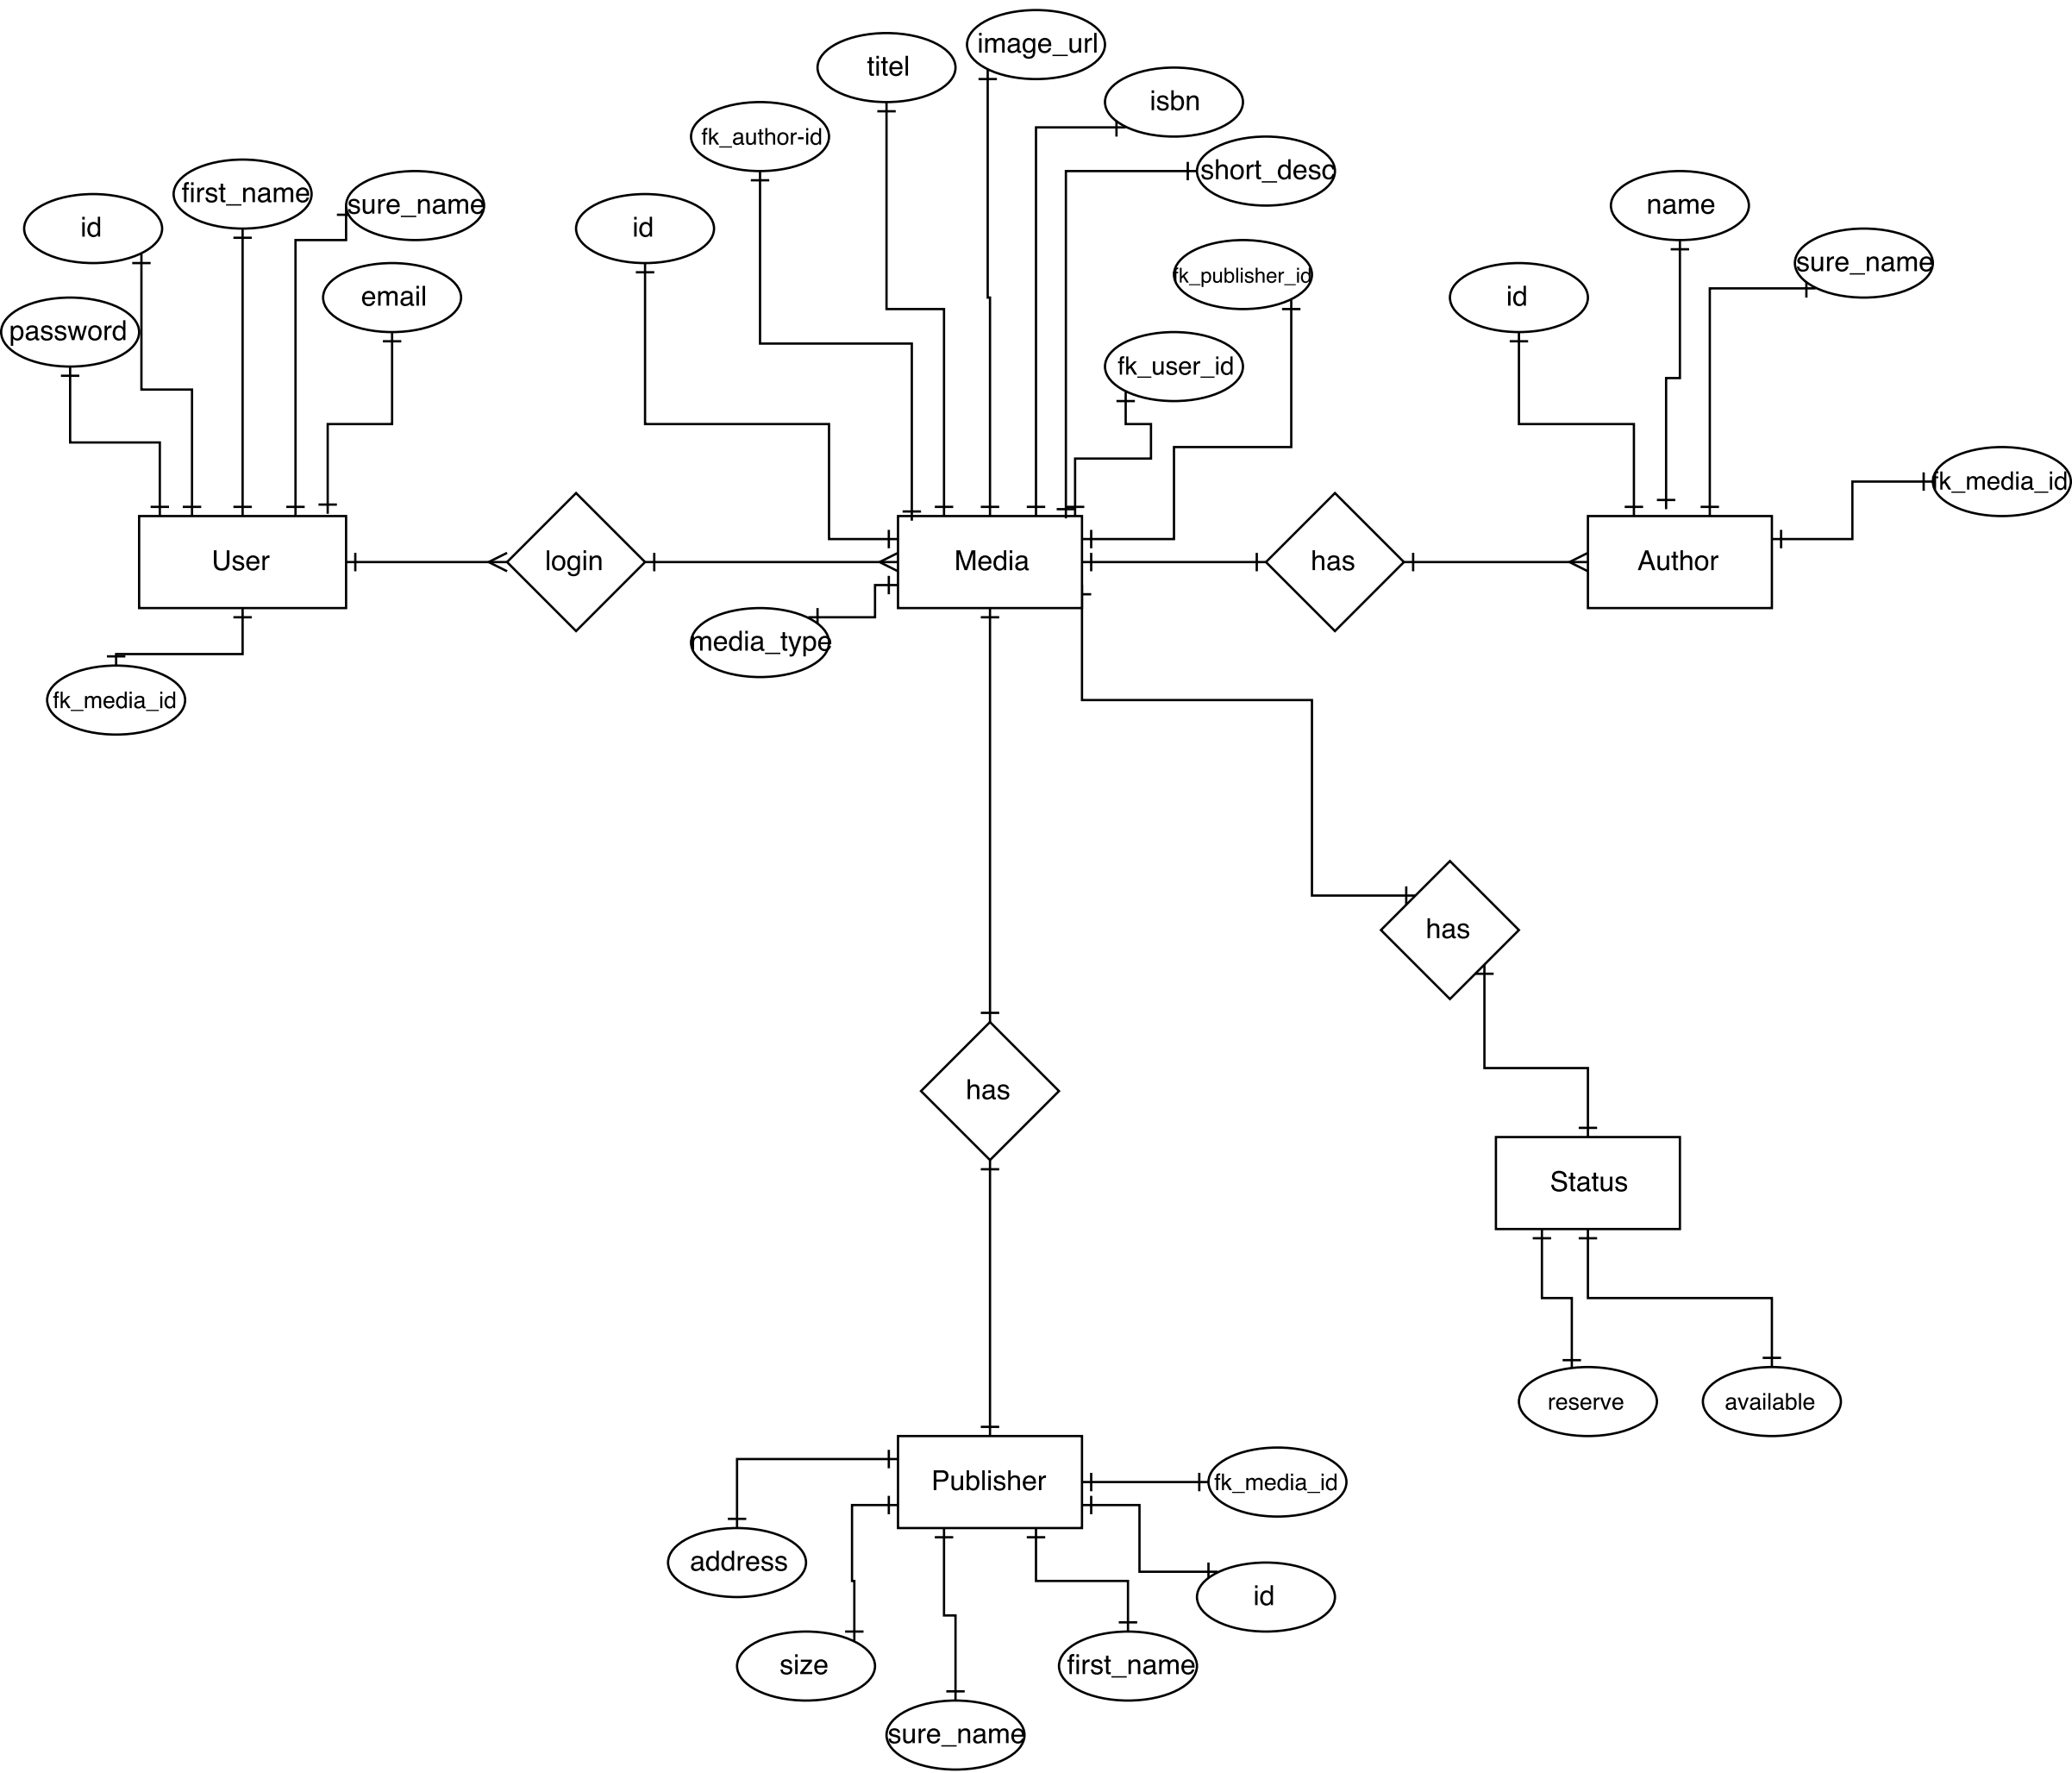 image_url
titel
isbn
fk_author-id
short_desc
first_name
sure_name
name
id
id
sure_name
fk_publisher_id
email
id
password
fk_user_id
fk_media_id
User
login
Media
has
Author
media_type
fk_media_id
has
has
Status
reserve
available
Publisher
fk_media_id
address
id
size
first_name
sure_name